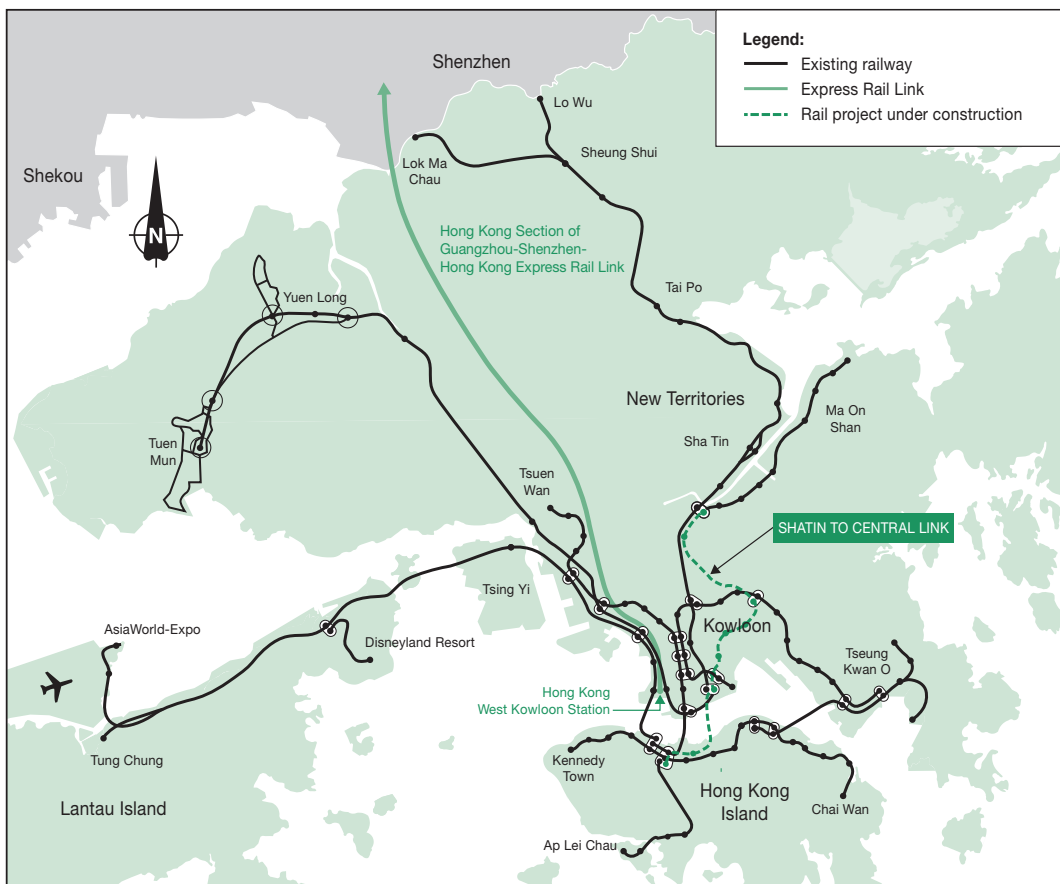 Legend:
Existing railway
Express Rail Link
Rail project under construction
Shenzhen
Lo Wu
Lok Ma
Chau
Sheung Shui
Shekou
N
Hong Kong Section of
Guangzhou-Shenzhen-
Hong Kong Express Rail Link
Yuen Long
Tai Po
New Territories
Ma On
Shan
Sha Tin
Tuen
Mun
Tsuen
Wan
SHATIN TO CENTRAL LINK
Tsing Yi
AsiaWorld-Expo
Disneyland Resort
Kowloon
Tseung
Kwan O
Hong Kong
West Kowloon Station
Tung Chung
Kennedy
Town
Lantau Island
Hong Kong
Island
Chai Wan
Ap Lei Chau